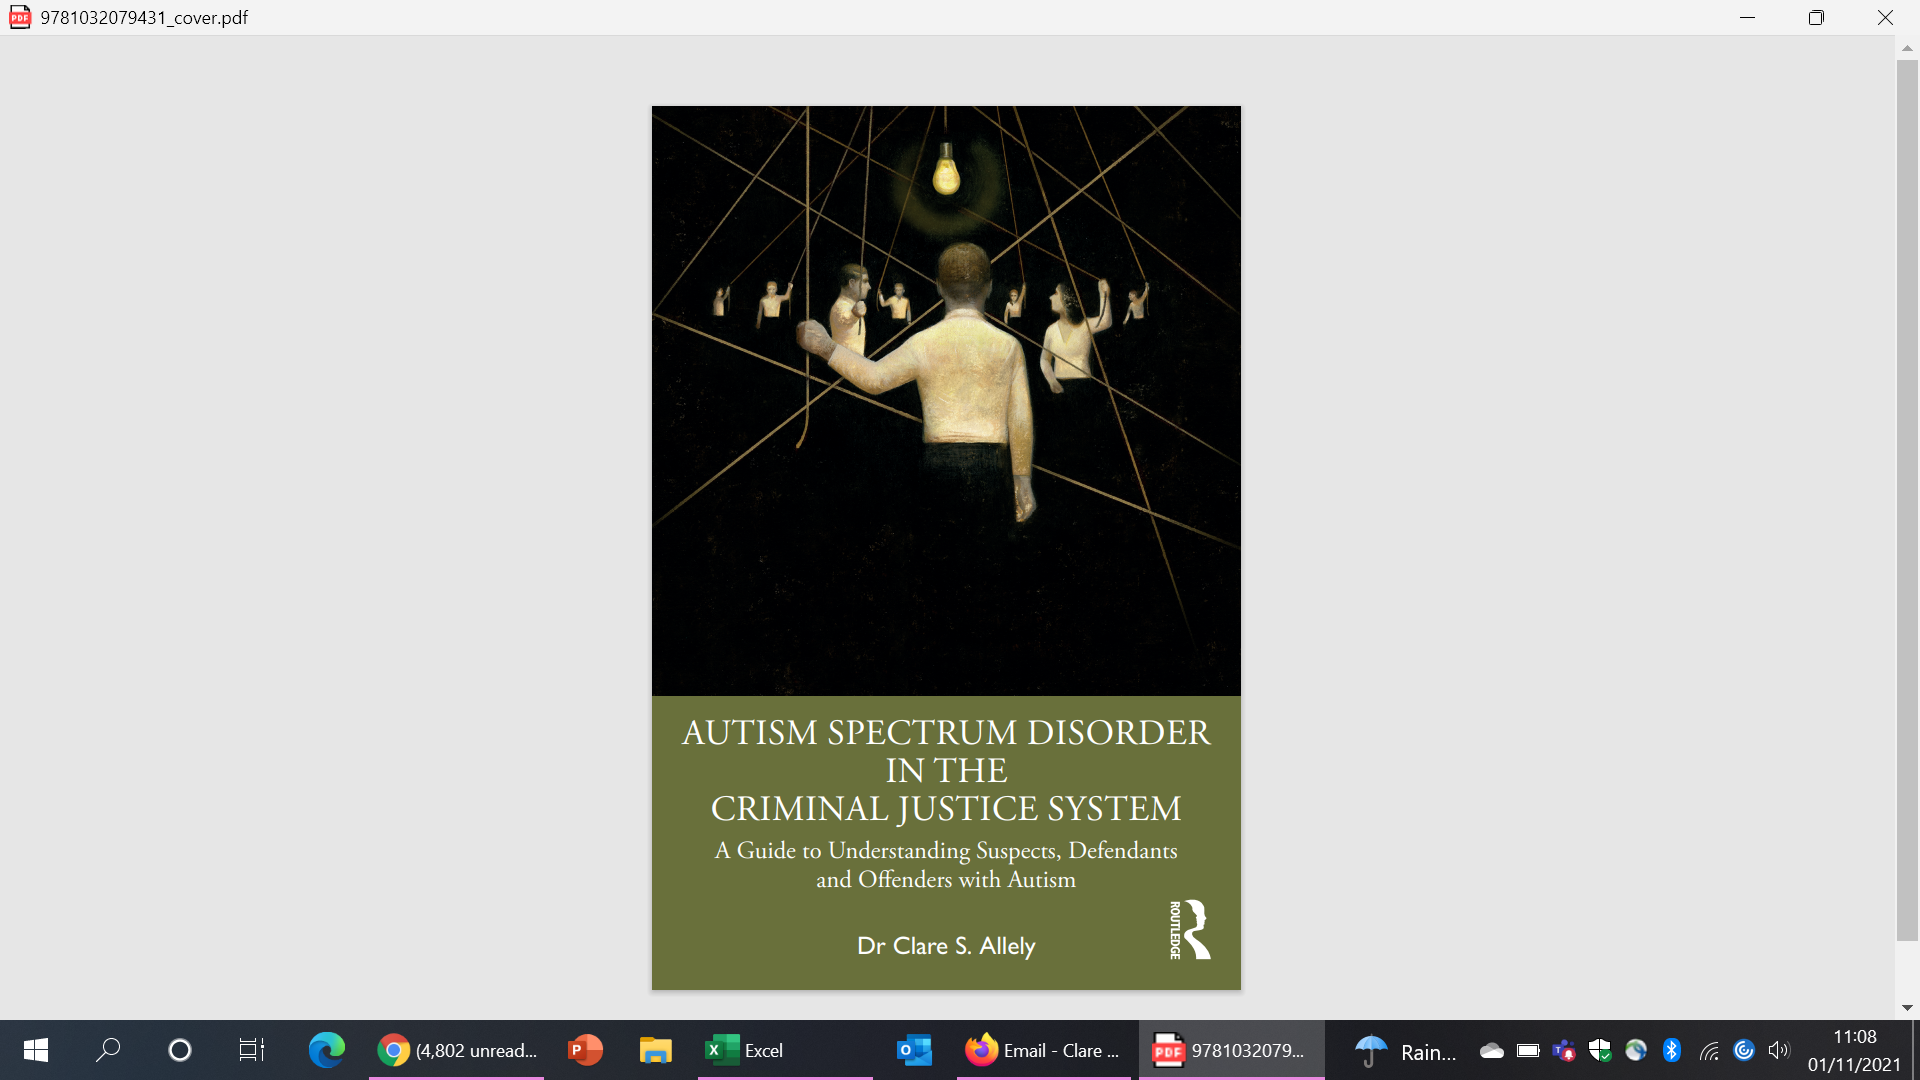 9781032079431_cover.pdf
AUTISM SPECTRUM DISORDER
IN THE
CRIMINAL JUSTICE SYSTEM
A Guide to Understanding Suspects, Defendants
and Offenders with Autism
Dr Clare S. Allely
ROUTLEDGE
(4,802 unread...
Excel
Email - Clare ...
PDF
9781032079...
Rain...
11:08
01/11/2021